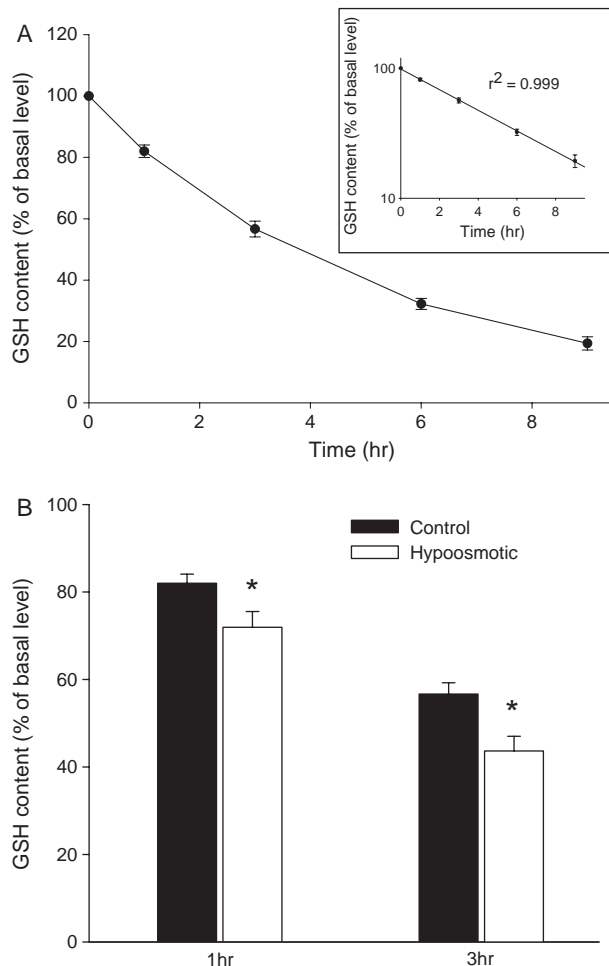 A
GSH content (% of basal level)
120
100
80
60
40
20
0
0 2 4 6 8
Time (hr)
GSH content (% of basal level)
100
10
r2 = 0.999
0 2 4 6 8
Time (hr)
B
GSH content (% of basal level)
100
80
60
40
20
0
Control
Hypoosmotic
*
*
1hr 3hr